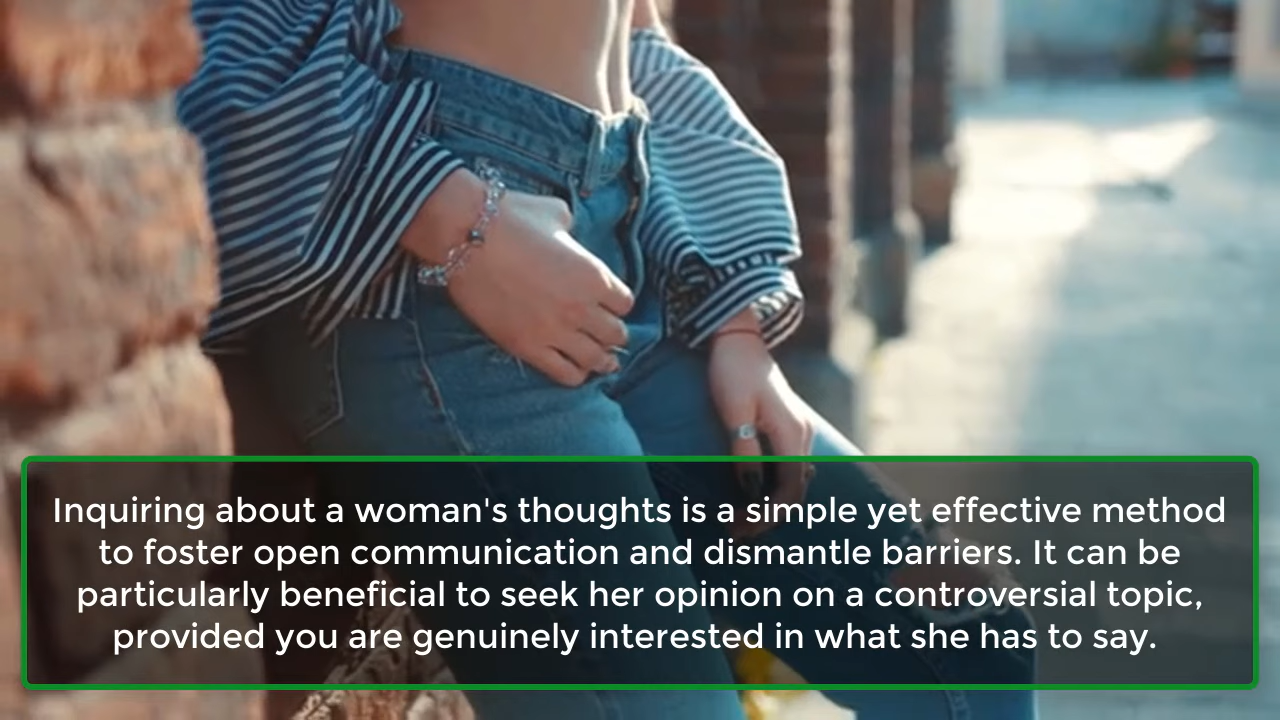 Inquiring about a woman's thoughts is a simple yet effective method
to foster open communication and dismantle barriers. It can be
particularly beneficial to seek her opinion on a controversial topic,
provided you are genuinely interested in what she has to say.